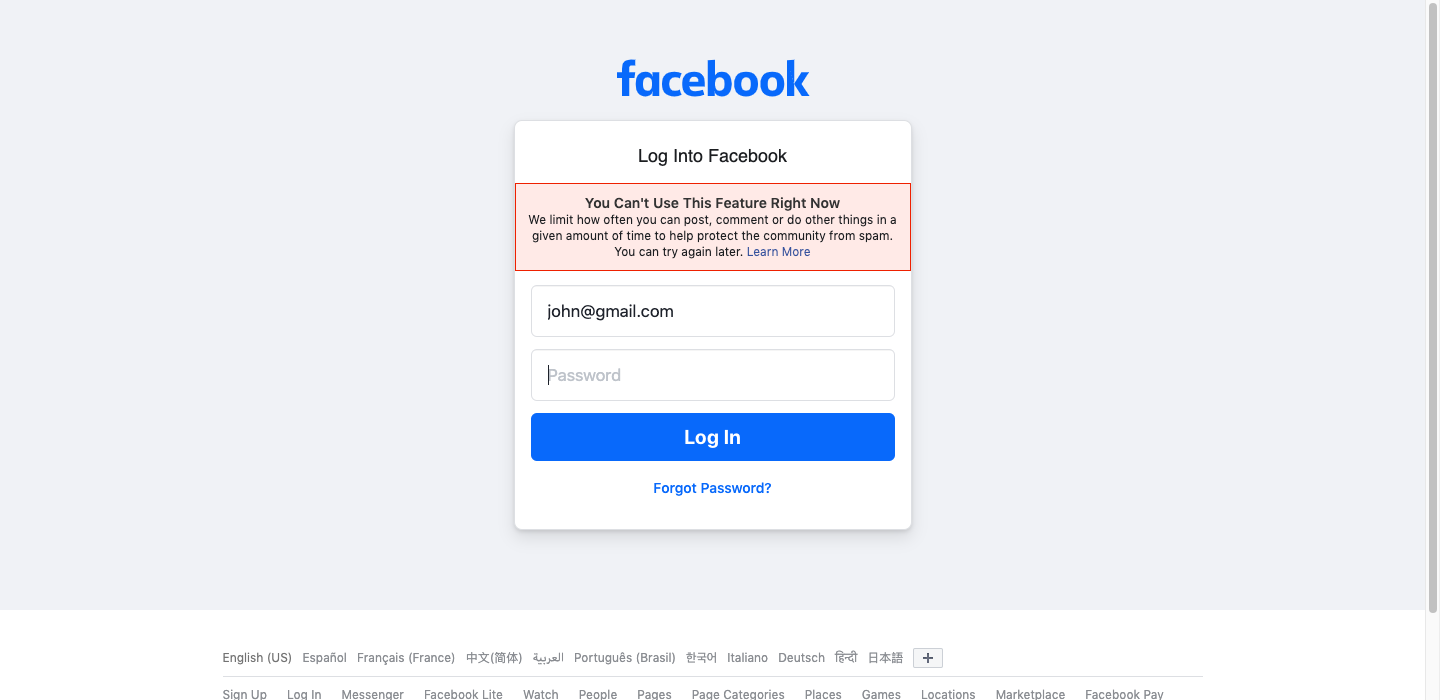 facebook
Log Into Facebook
You Can't Use This Feature Right Now
We limit how often you can post, comment or do other things in a
given amount of time to help protect the community from spam.
You can try again later. Learn More
john@gmail.com
Password
Log In
Forgot Password?
English (US) Español Français (France) 中文(简体) العربية Português (Brasil) 한국어 Italiano Deutsch हिन्दी 日本語
Sign Up Log In Messenger Facebook Lite Watch People Pages Page Categories Places Games Locations Marketplace Facebook Pay